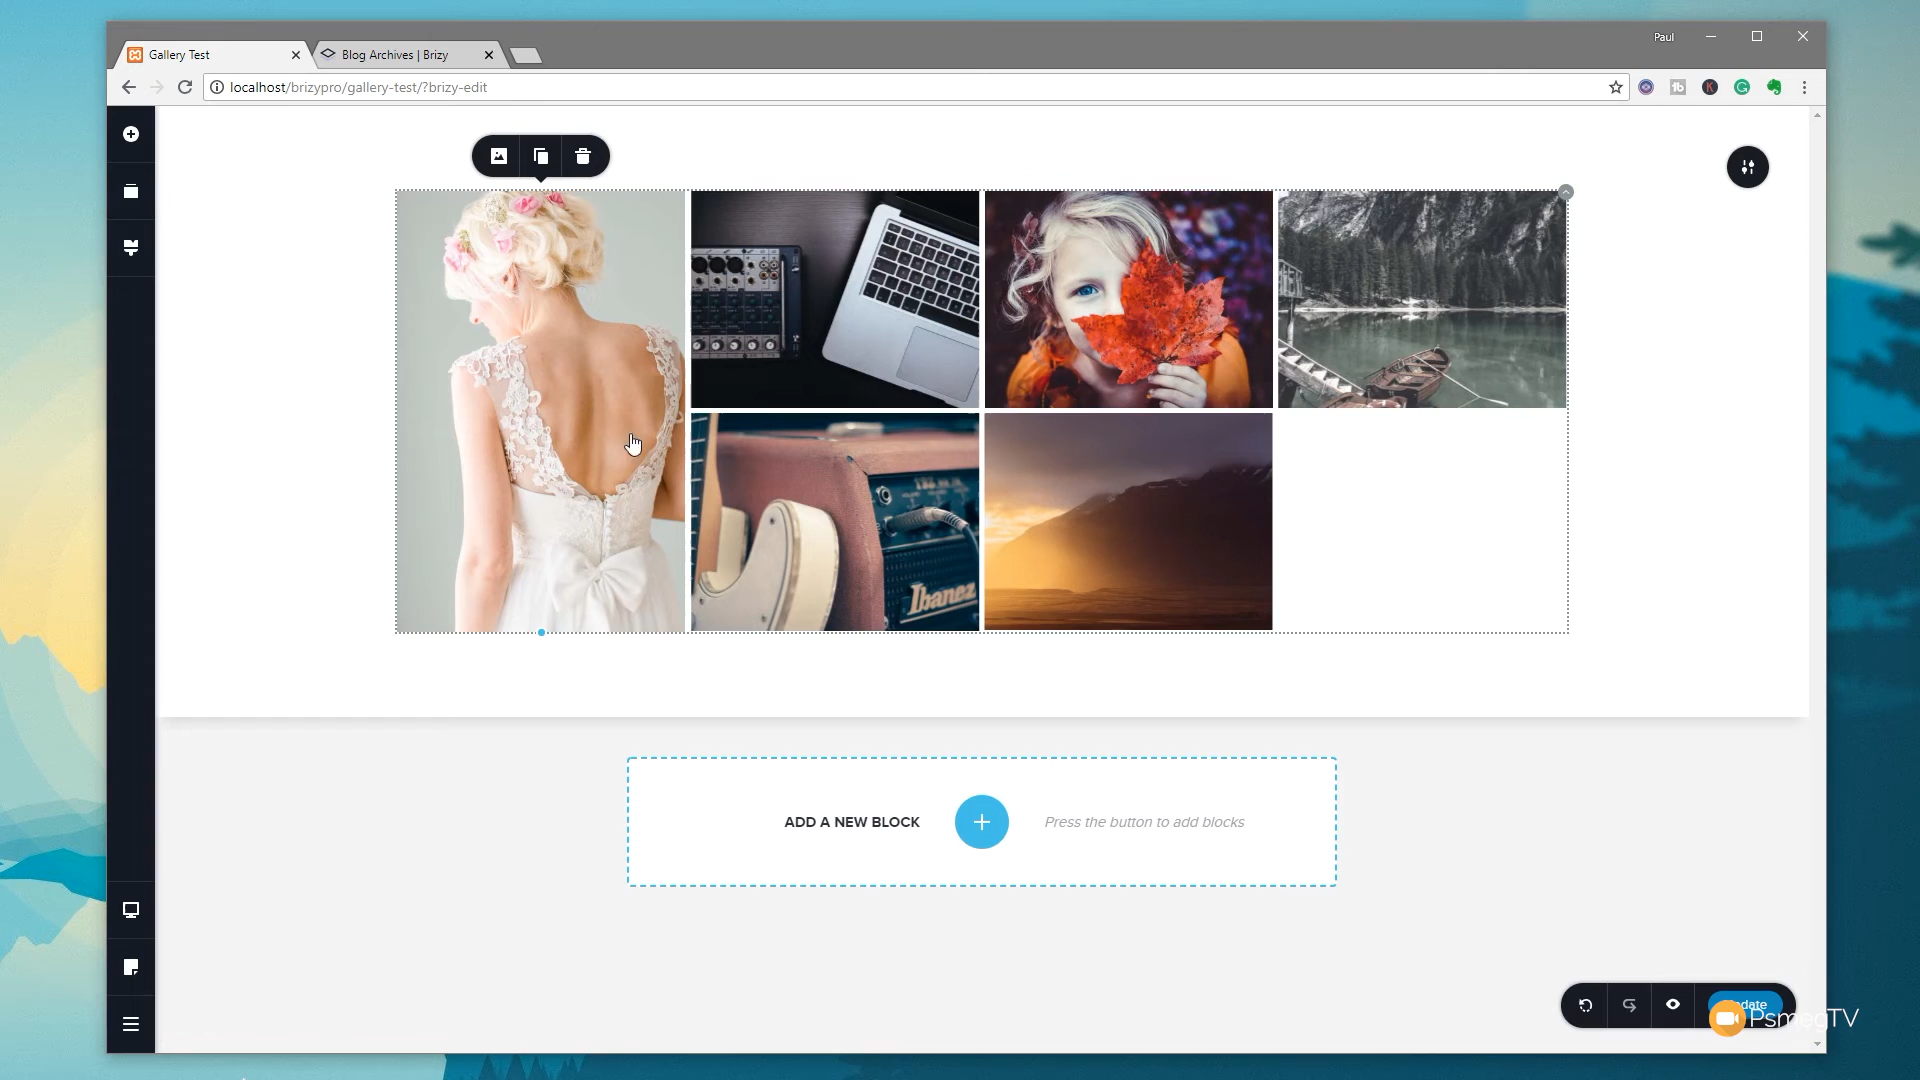 Paul
Gallery Test
Blog Archives | Brizy
localhost/brizypro/gallery-test/?brizy-edit
Ibanez
ADD A NEW BLOCK
Press the button to add blocks
PsmegTV